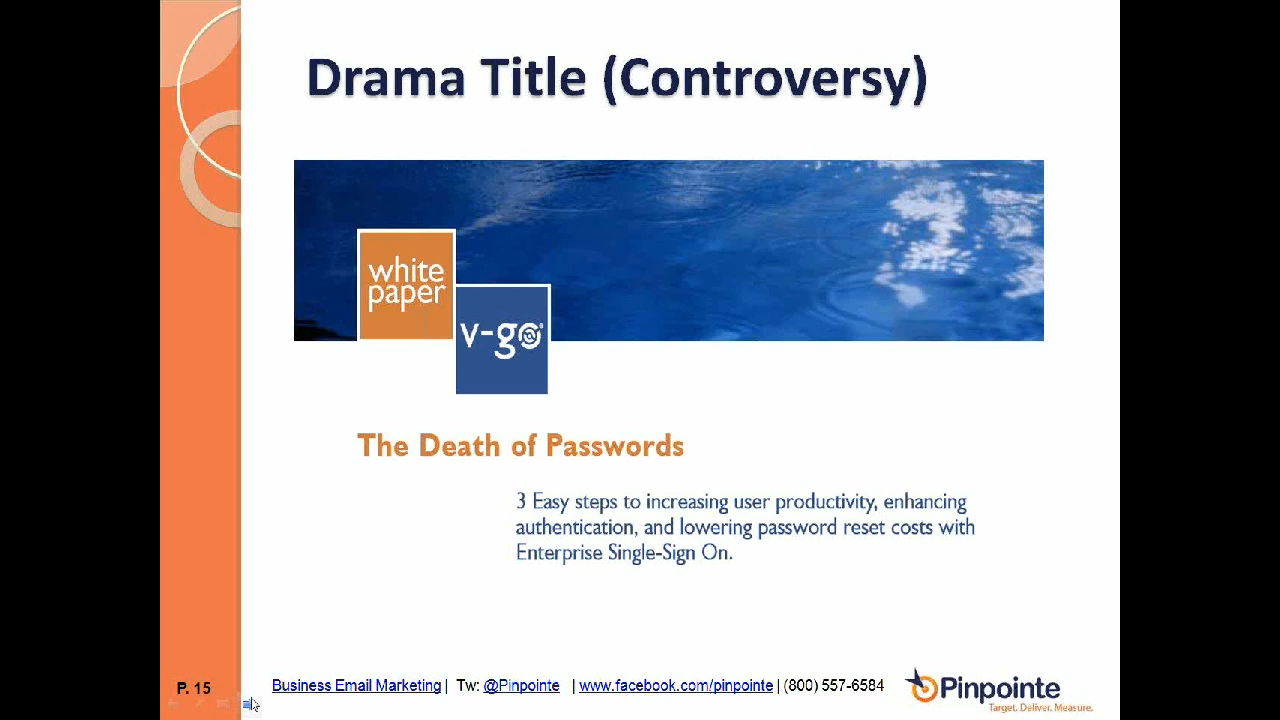 Drama Title (Controversy)
white
paper
v-go
The Death of Passwords
3 Easy steps to increasing user productivity, enhancing
authentication, and lowering password reset costs with
Enterprise Single-Sign On.
P. 15
Business Email Marketing | Tw: @Pinpointe | www.facebook.com/pinpointe | (800) 557-6584
Pinpointe
Target. Deliver. Measure.